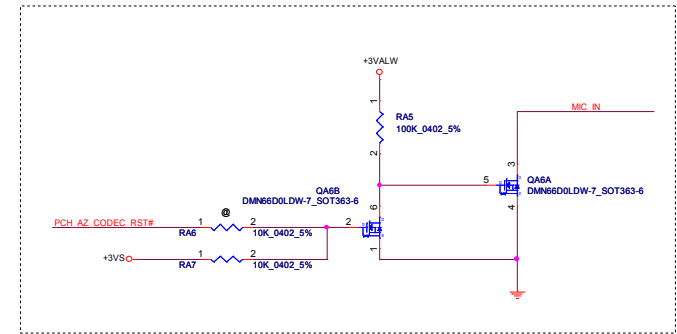 +3VALW
1
RA5
100K_0402_5%
2
MIC_IN
3
5
QA6A
DMN66D0LDW-7_SOT363-6
4
QA6B
DMN66D0LDW-7_SOT363-6
6
@
PCH_AZ_CODEC_RST#
1
2
2
RA6
10K_0402_5%
1
+3VS
1
2
RA7
10K_0402_5%